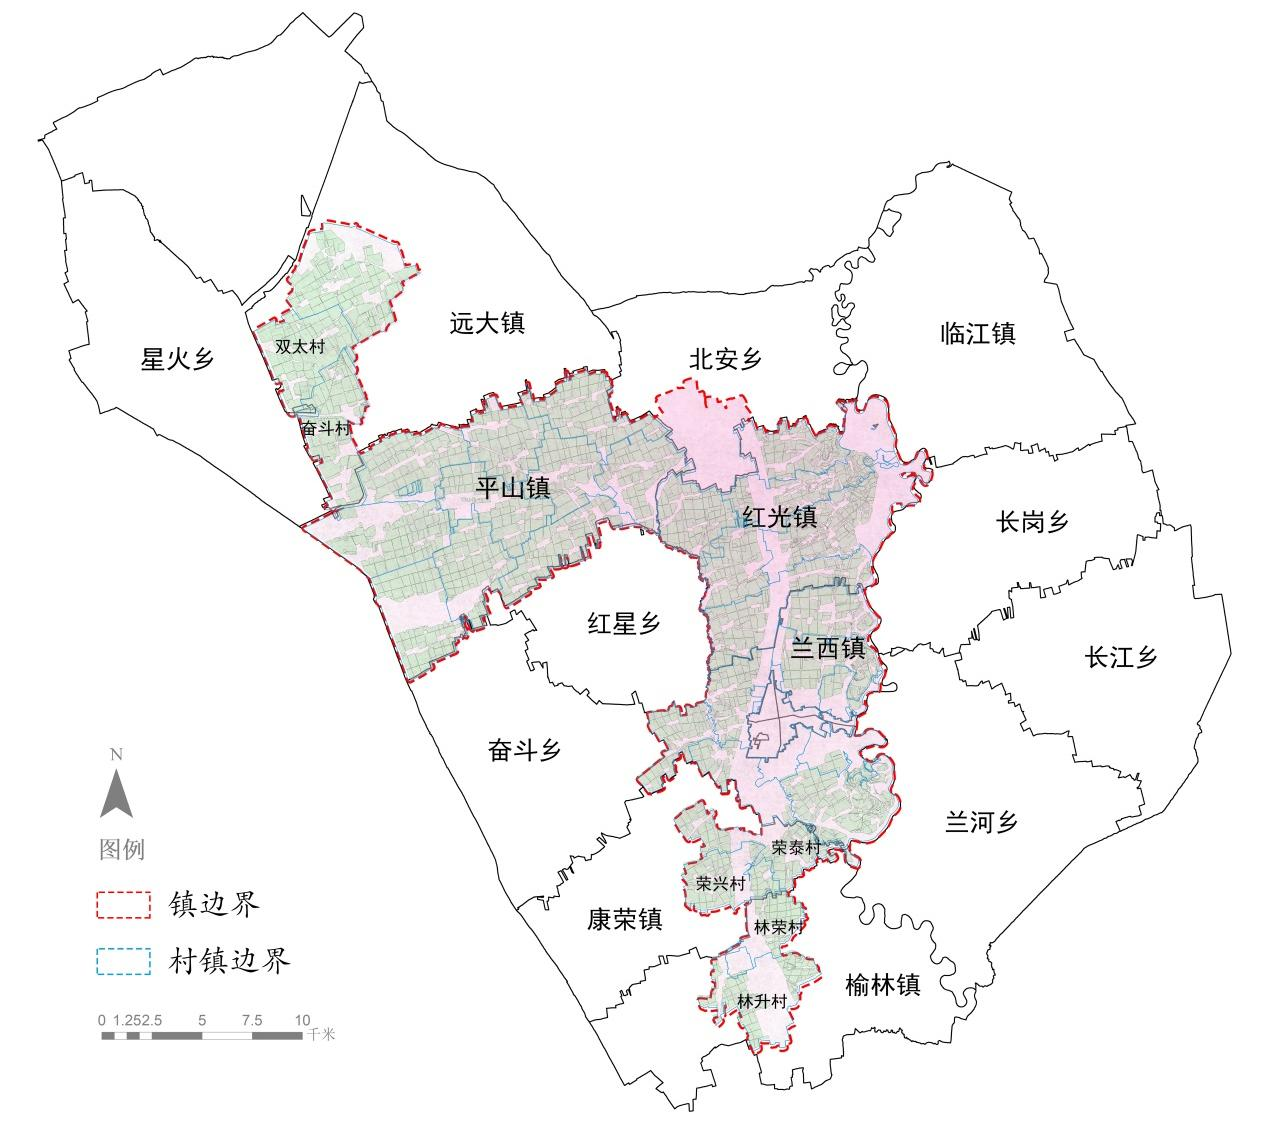 远大镇
临江镇
双太村
星火乡
北安乡
奋斗村
平山镇
红光镇
长岗乡
红星乡
兰西镇
长江乡
奋斗乡
兰河乡
荣泰村
荣兴村
康荣镇
林荣村
榆林镇
林升村
N
图例
镇边界
村镇边界
0 1.25 2.5 5 7.5 10
千米